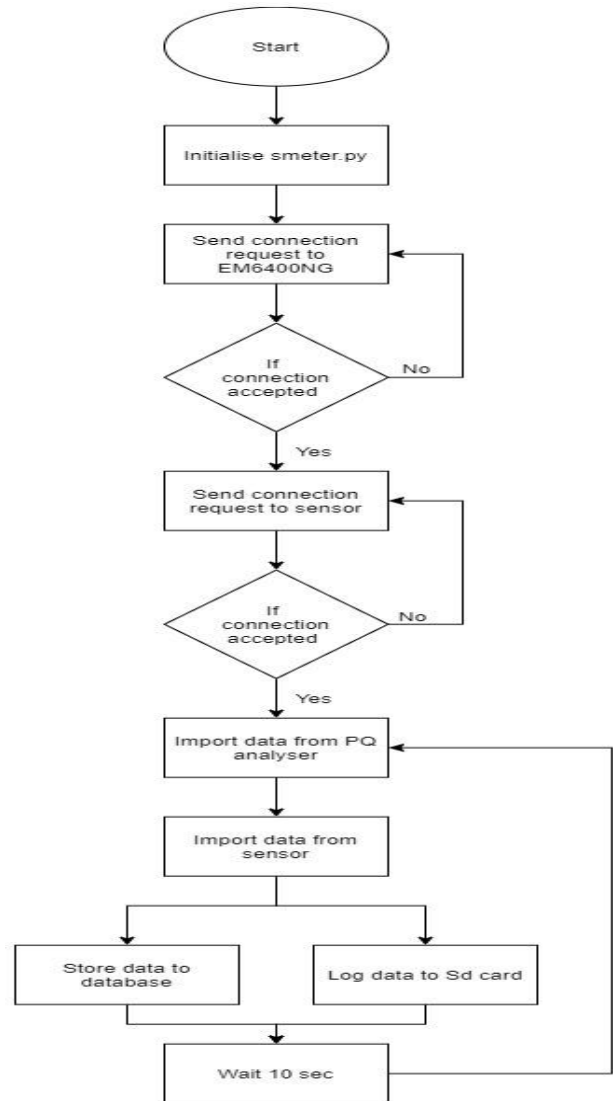 Start
Initialise smeter.py
Send connection
request to
EM6400NG
If
connection
accepted
No
Yes
Send connection
request to sensor
If
connection
accepted
No
Yes
Import data from PQ
analyser
Import data from
sensor
Store data to
database
Log data to Sd card
Wait 10 sec